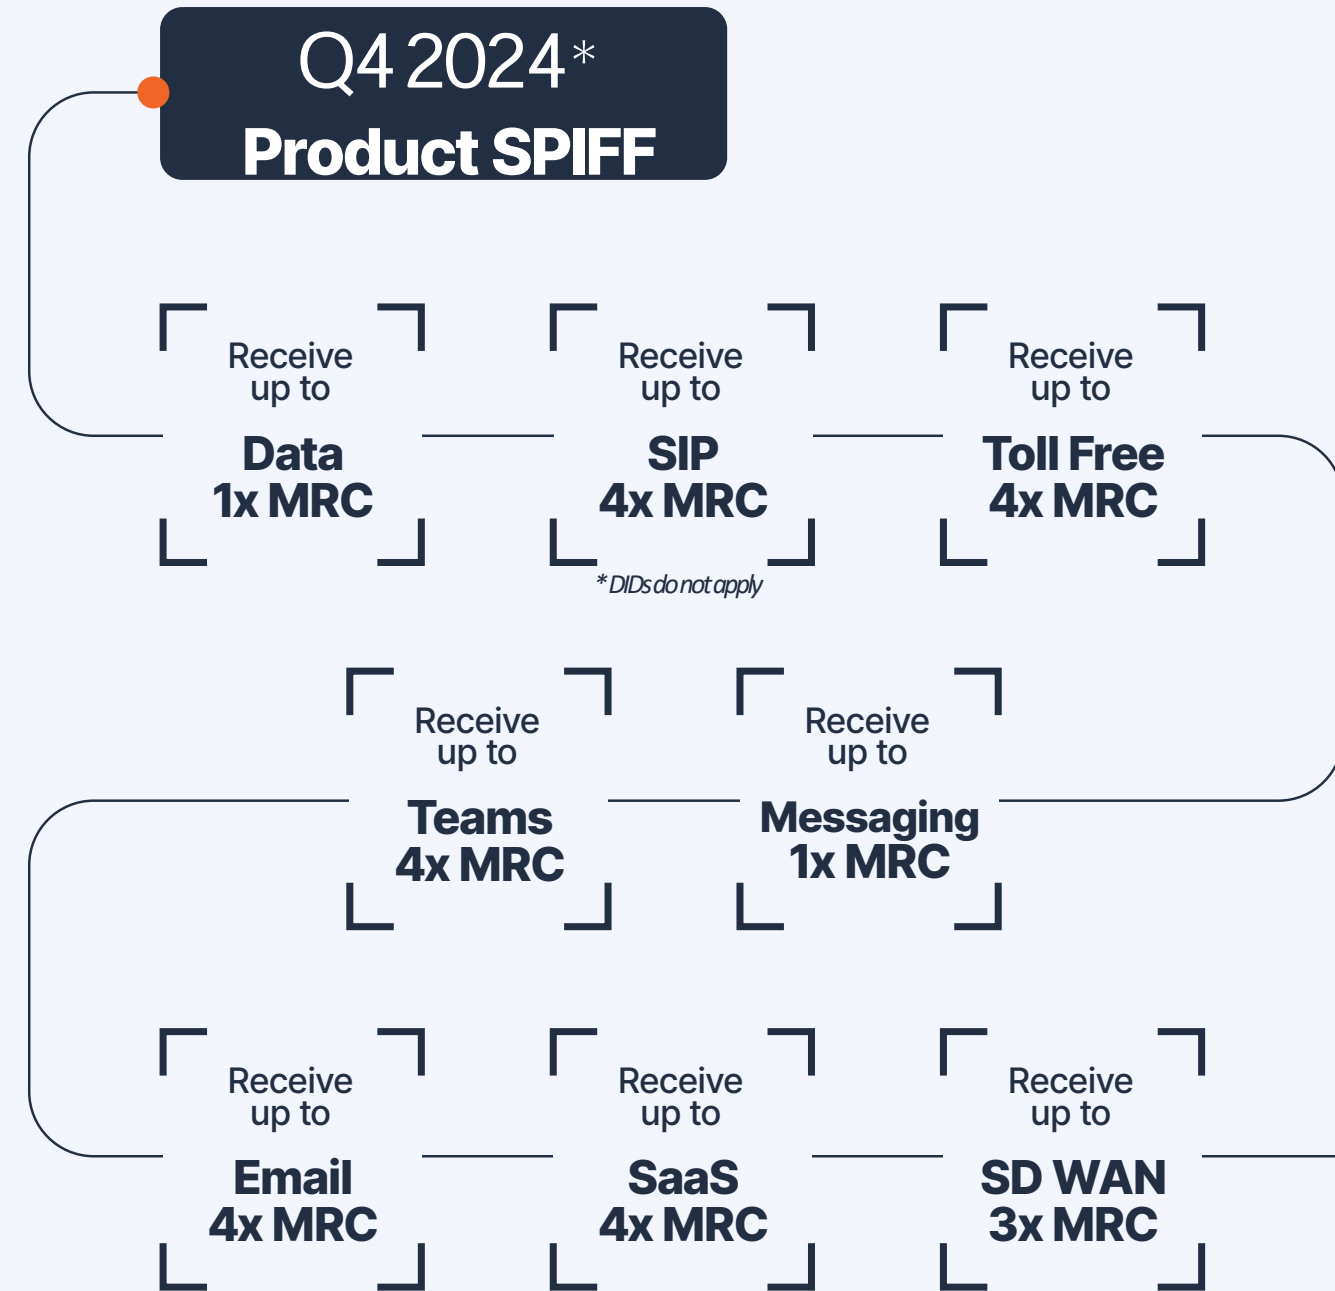 Q4 2024*
Product SPIFF
Receive
up to
Data
1x MRC
Receive
up to
SIP
4x MRC
* DIDs do not apply
Receive
up to
Toll Free
4x MRC
Receive
up to
Teams
4x MRC
Receive
up to
Messaging
1x MRC
Receive
up to
Email
4x MRC
Receive
up to
SaaS
4x MRC
Receive
up to
SD WAN
3x MRC